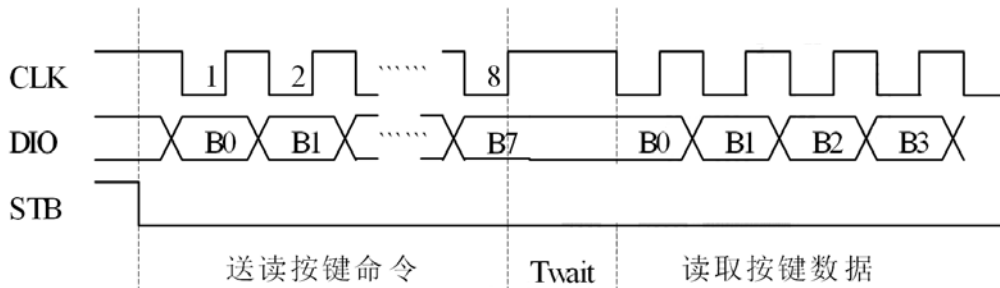 CLK 1 2 ...... 8
DIO B0 B1 ...... B7 B0 B1 B2 B3
STB
送读按键命令 Twait 读取按键数据